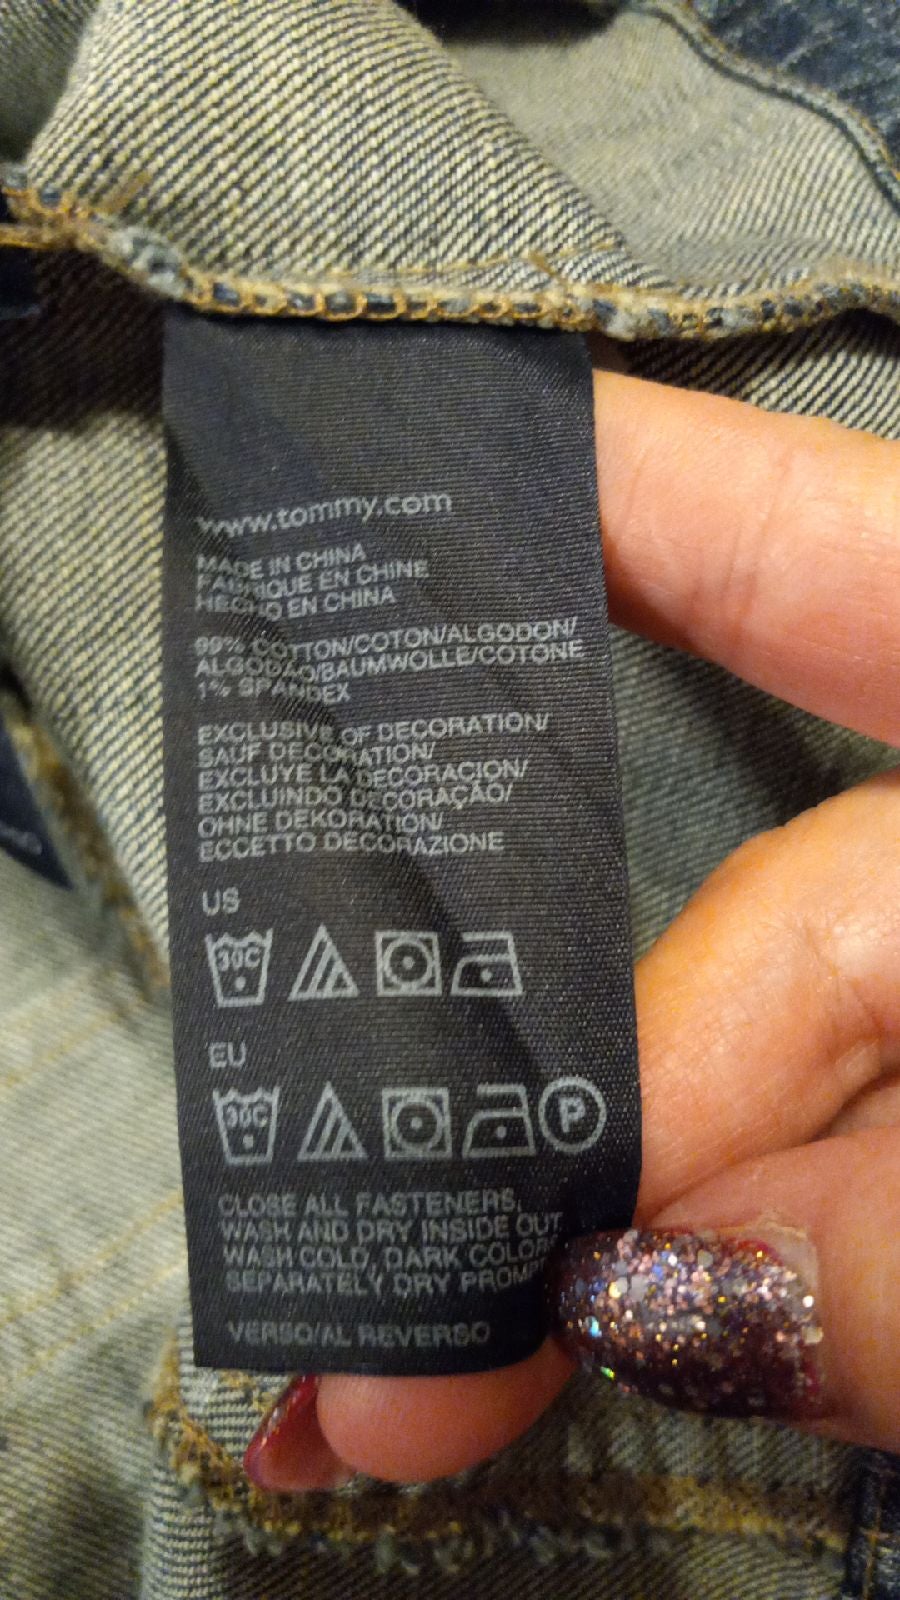 www.tommy.com
MADE IN CHINA
FABRIQUE EN CHINE
HECHO EN CHINA
99% COTTON/COTON/ALGODON/
ALGODÃO/BAUMWOLLE/COTONE
1% SPANDEX
EXCLUSIVE OF DECORATION/
SAUF DECORATION/
EXCLUYE LA DECORACION/
EXCLUINDO DECORAÇÃO/
OHNE DEKORATION/
ECCETTO DECORAZIONE
US
30C
EU
30C P
CLOSE ALL FASTENERS,
WASH AND DRY INSIDE OUT
WASH COLD, DARK COLORS
SEPARATELY, DRY
VERSO/AL REVERSO